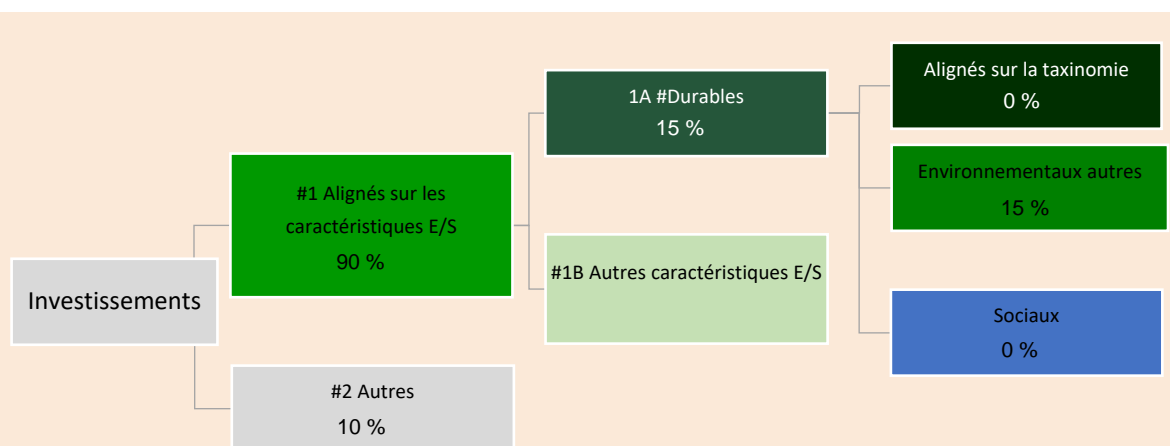 Investissements
#1 Alignés sur les
caractéristiques E/S
90 %
#2 Autres
10 %
1A #Durables
15 %
#1B Autres caractéristiques E/S
Alignés sur la taxinomie
0 %
Environnementaux autres
15 %
Sociaux
0 %